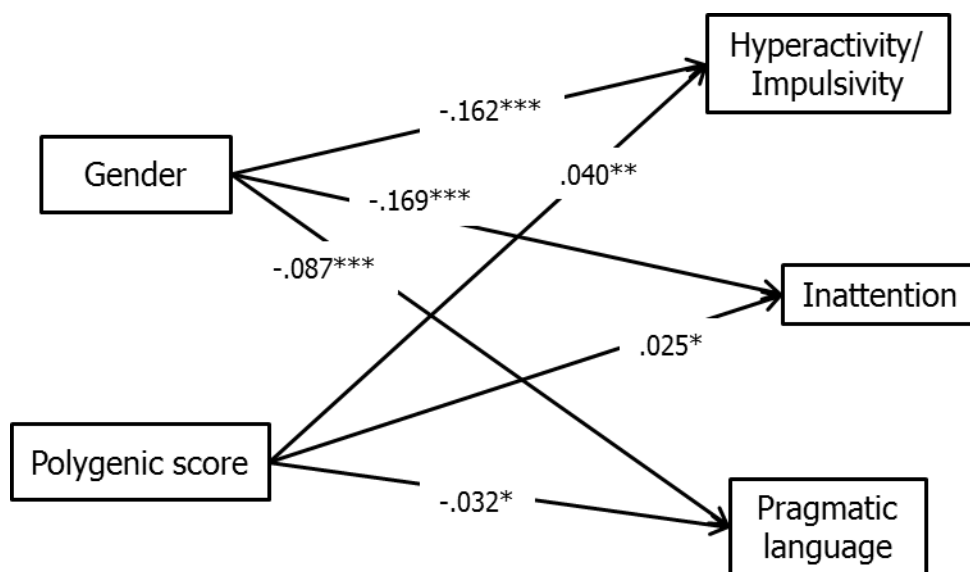 Hyperactivity/
Impulsivity
-.162***
Gender
.040**
-.169***
-.087***
Inattention
.025*
Polygenic score
-.032*
Pragmatic
language